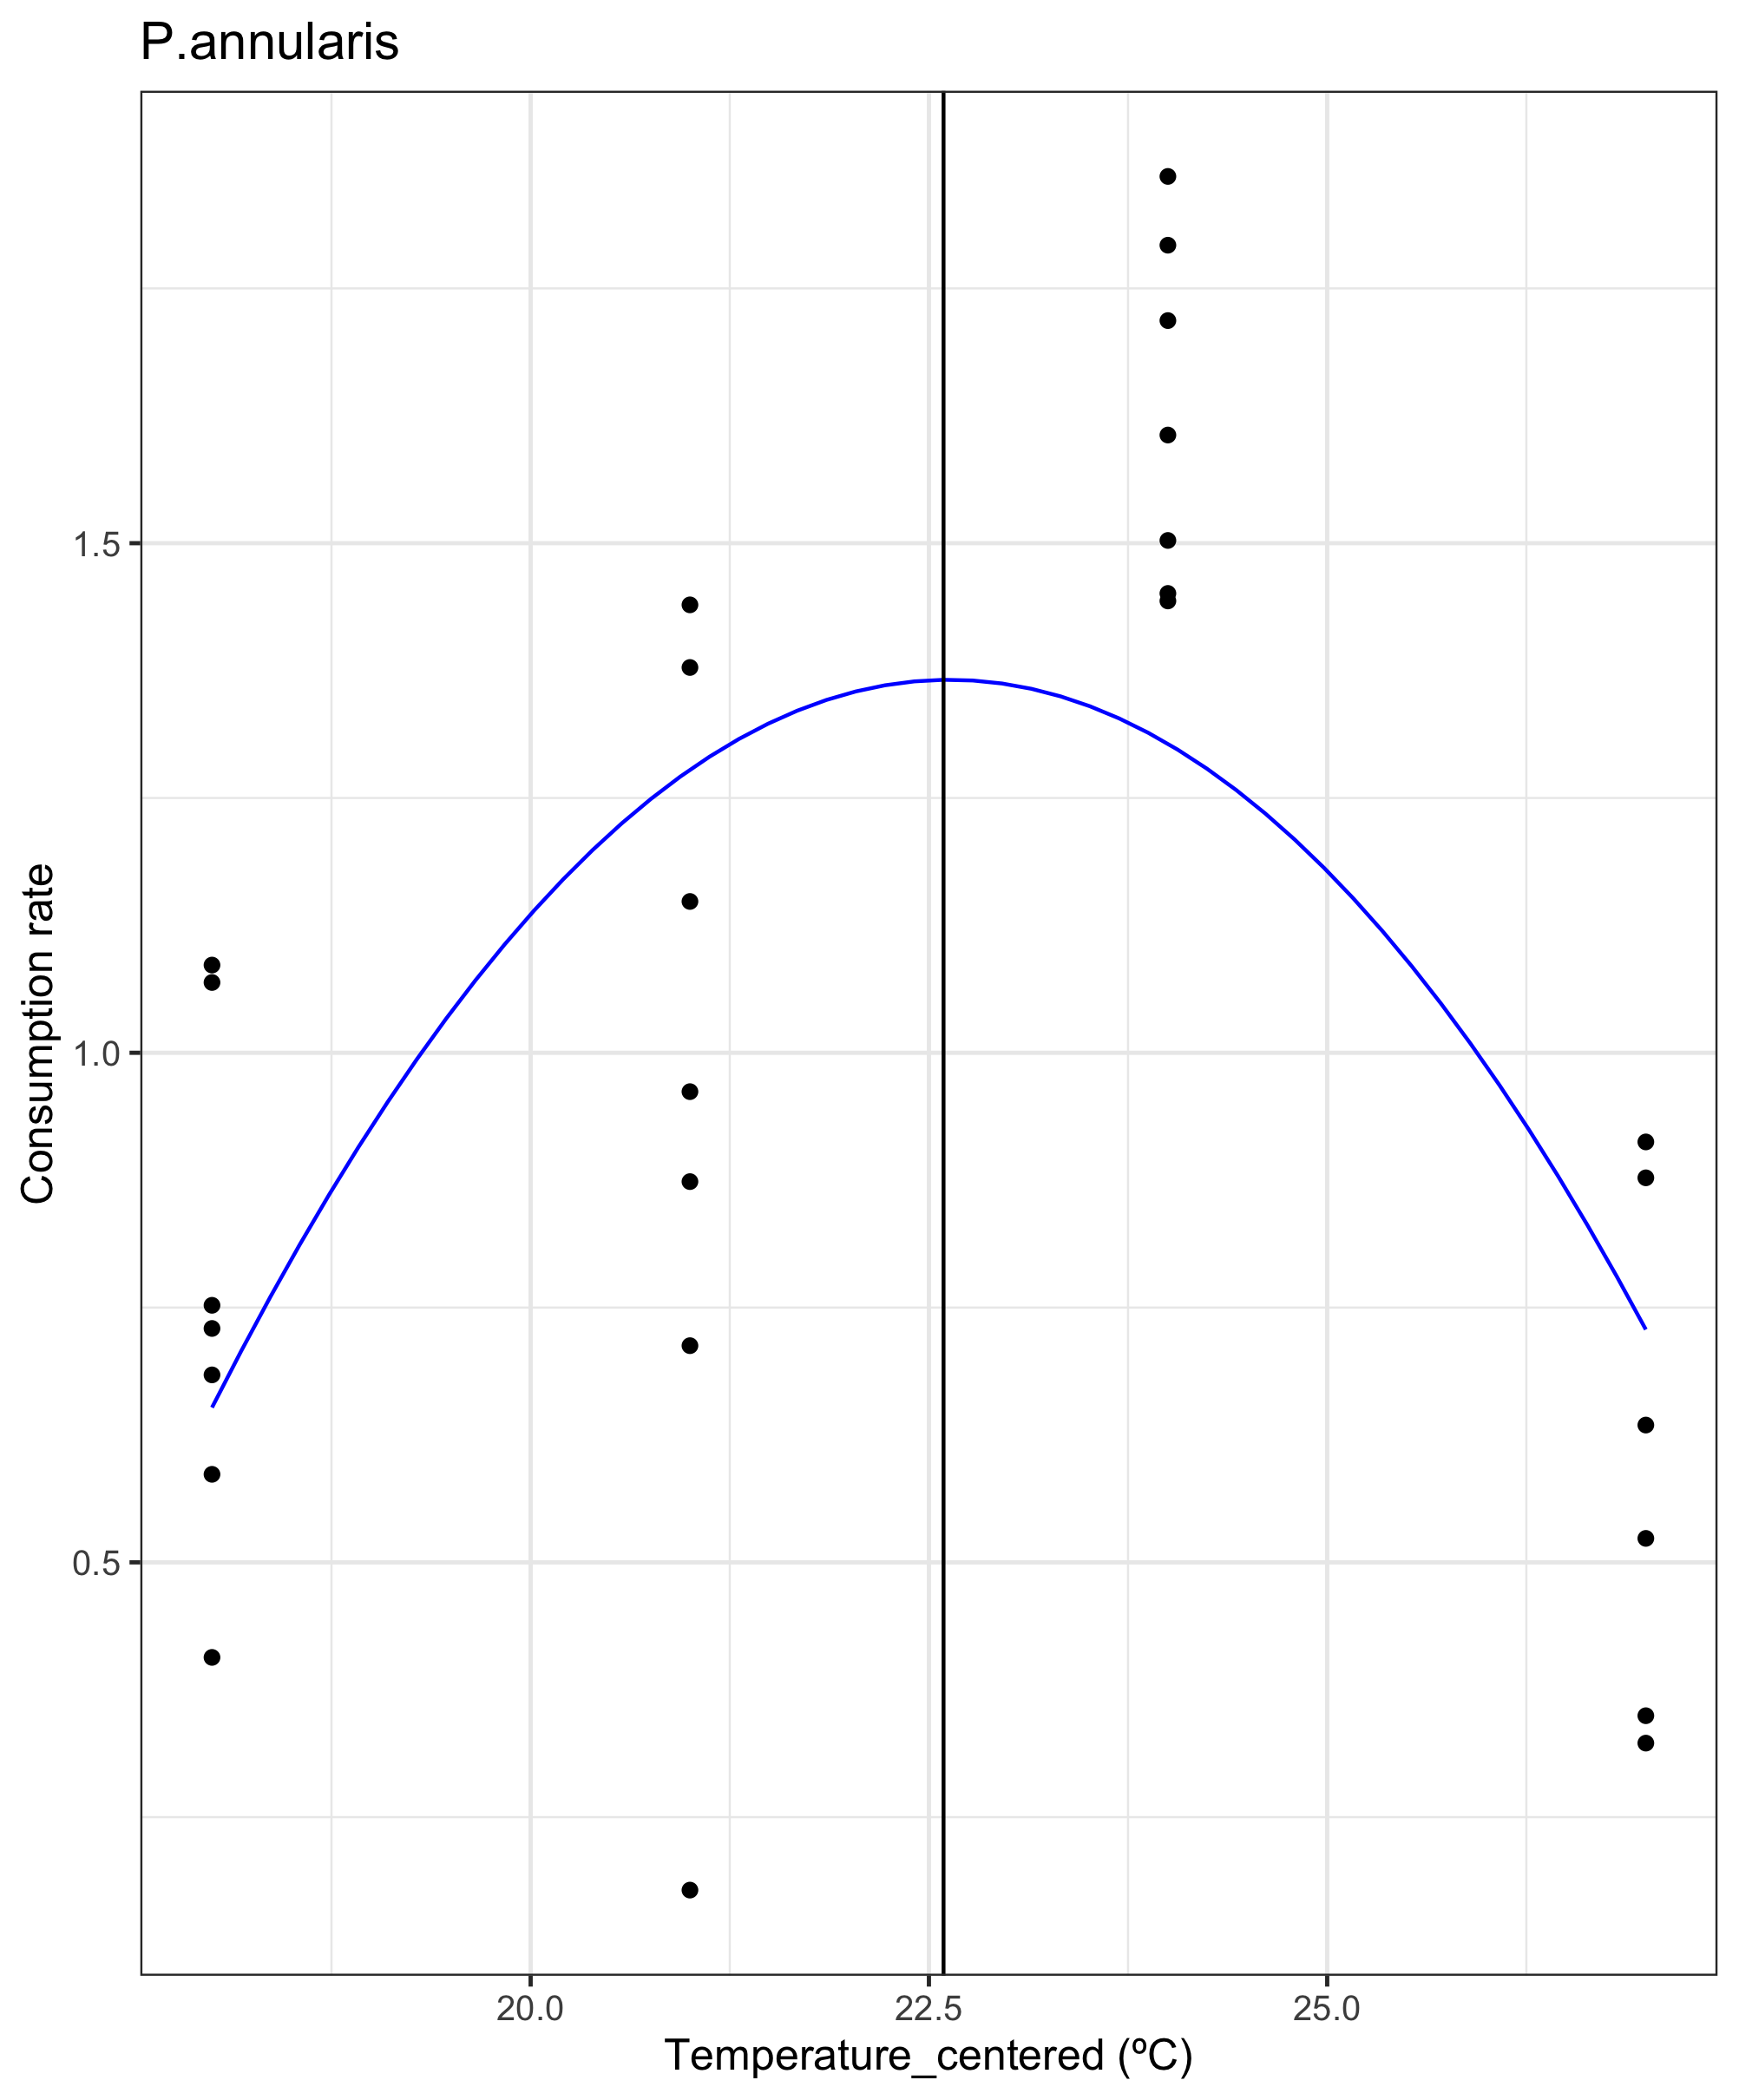 P.annularis
Consumption rate
1.5
1.0
0.5
20.0 22.5 25.0
Temperature_centered (ºC)